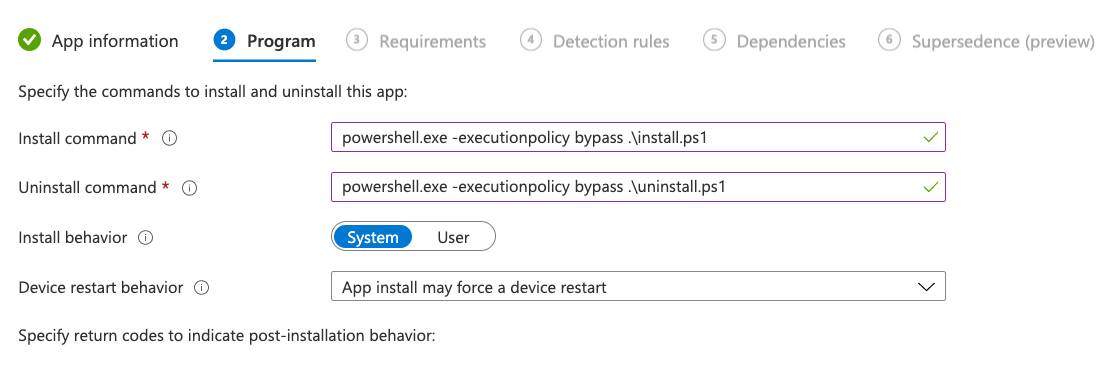 App information 2 Program 3 Requirements 4 Detection rules 5 Dependencies 6 Supersedence (preview)
Specify the commands to install and uninstall this app:
Install command * powershell.exe -executionpolicy bypass .\install.ps1
Uninstall command * powershell.exe -executionpolicy bypass .\uninstall.ps1
Install behavior System User
Device restart behavior App install may force a device restart
Specify return codes to indicate post-installation behavior: